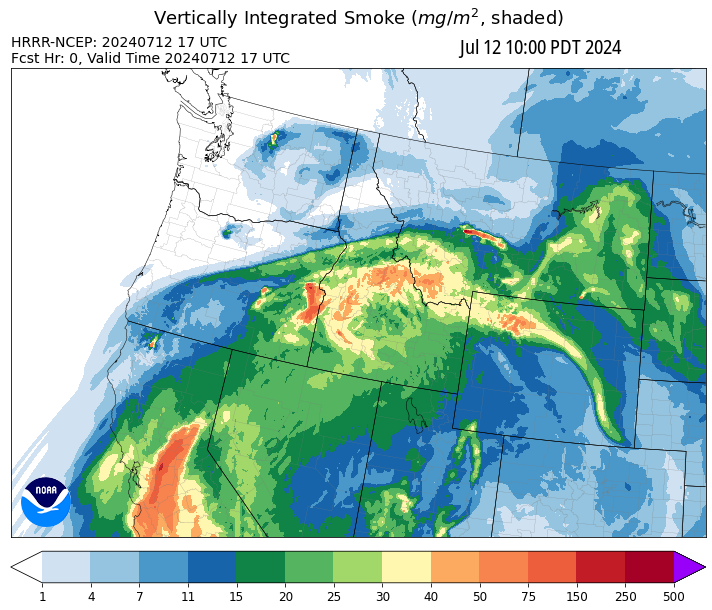 Vertically Integrated Smoke (mg/m², shaded)
HRRR-NCEP: 20240712 17 UTC
Fcst Hr: 0, Valid Time 20240712 17 UTC
Jul 12 10:00 PDT 2024
NOAA
1 4 7 11 15 20 25 30 40 50 75 150 250 500